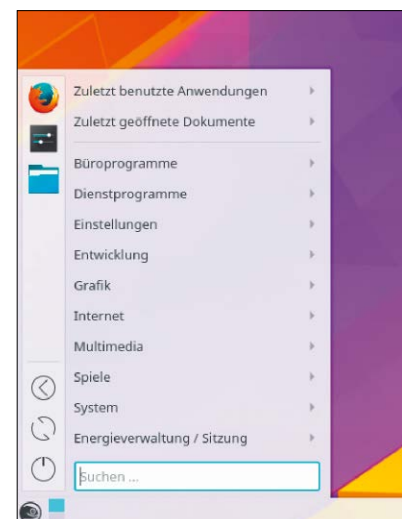 Zuletzt benutzte Anwendungen
Zuletzt geöffnete Dokumente
Büroprogramme
Dienstprogramme
Einstellungen
Entwicklung
Grafik
Internet
Multimedia
Spiele
System
Energieverwaltung / Sitzung
Suchen ...